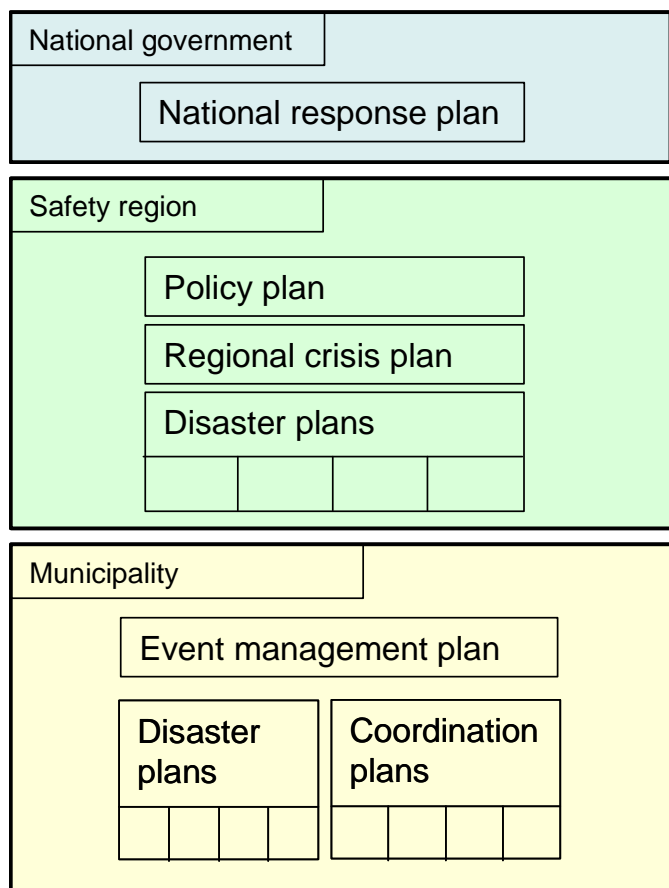 National government
National response plan
Safety region
Policy plan
Regional crisis plan
Disaster plans
Municipality
Event management plan
Disaster
plans
Coordination
plans